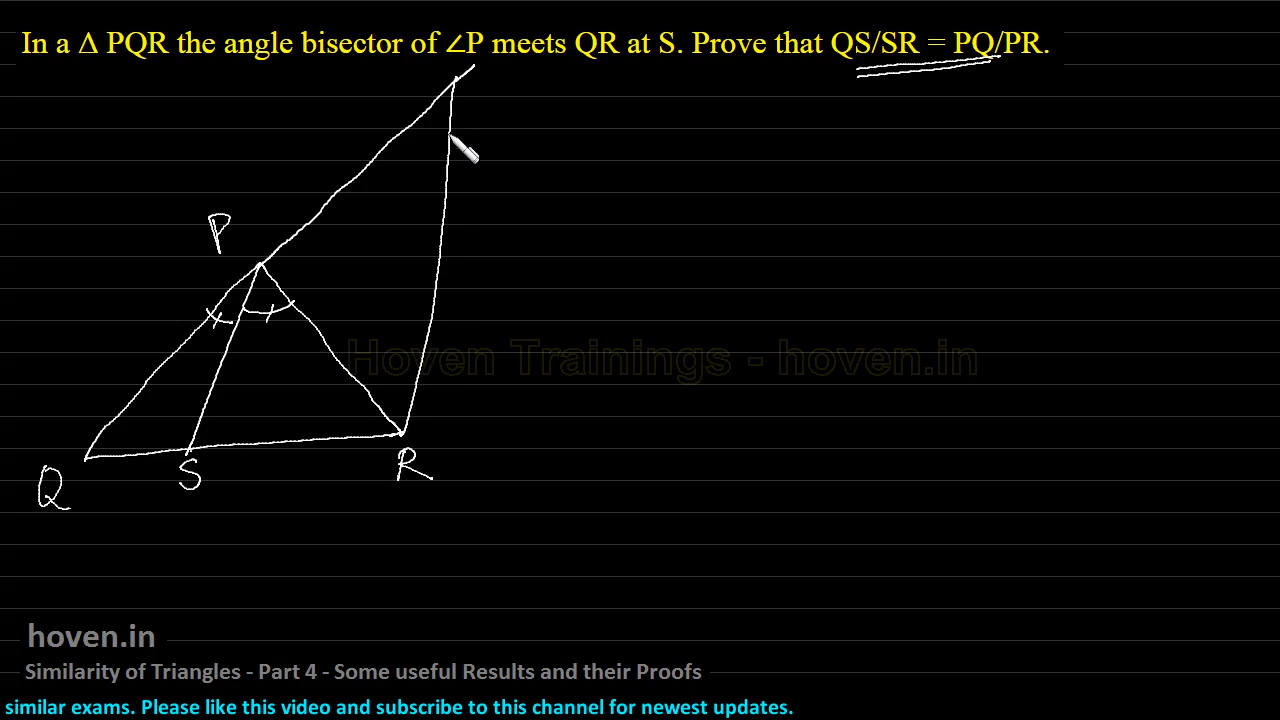 In a Δ PQR the angle bisector of ∠P meets QR at S. Prove that QS/SR = PQ/PR.
P
Hoven Trainings - hoven.in
Q S R
hoven.in
Similarity of Triangles - Part 4 - Some useful Results and their Proofs
similar exams. Please like this video and subscribe to this channel for newest updates.